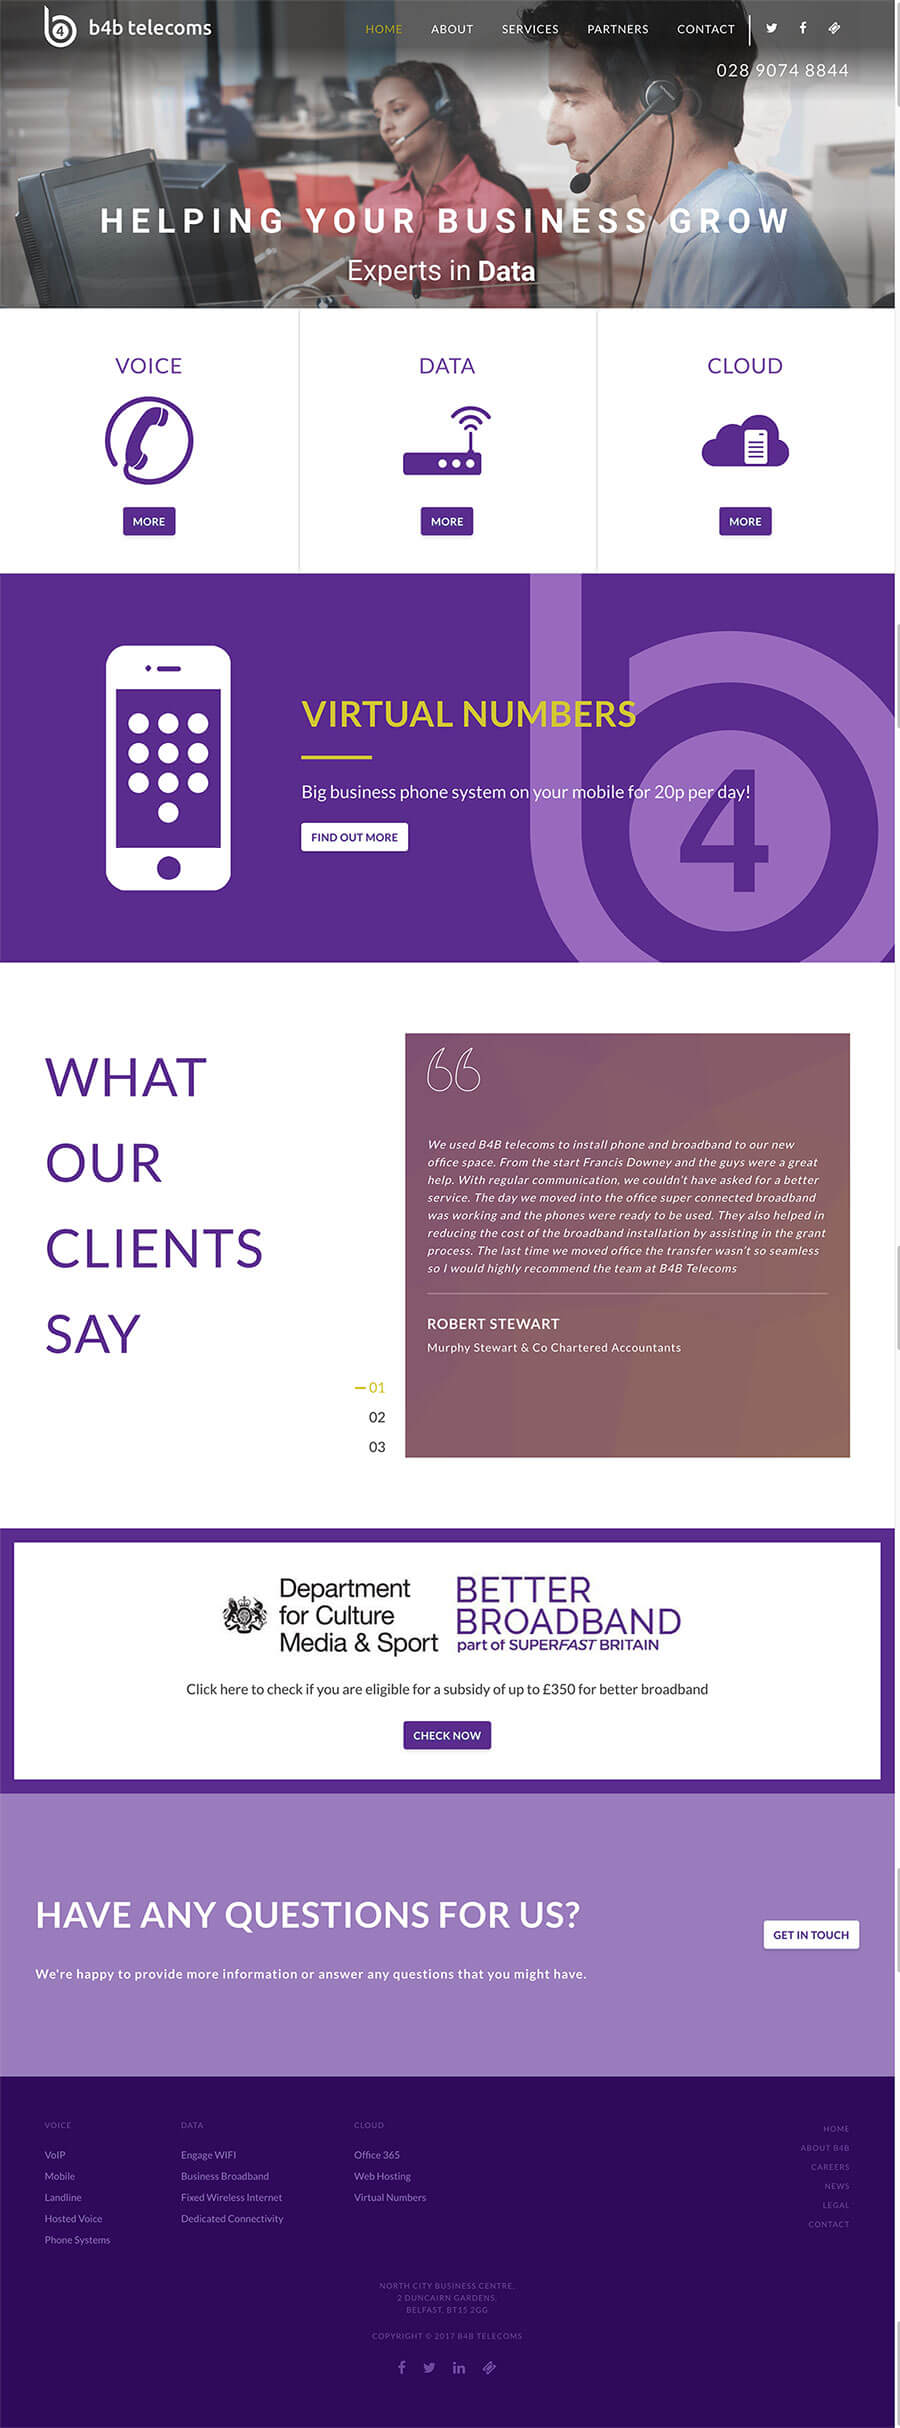 b4b telecoms
HOME ABOUT SERVICES PARTNERS CONTACT
028 9074 8844
HELPING YOUR BUSINESS GROW
Experts in Data
VOICE
MORE
DATA
MORE
CLOUD
MORE
VIRTUAL NUMBERS
Big business phone system on your mobile for 20p per day!
FIND OUT MORE
4
WHAT
OUR
CLIENTS
SAY
01
02
03
We used B4B telecoms to install phone and broadband to our new
office space. From the start Francis Downey and the guys were a great
help. With regular communication, we couldn't have asked for a better
service. The day we moved into the office super connected broadband
was working and the phones were ready to be used. They also helped in
reducing the cost of the broadband installation by assisting in the grant
process. The last time we moved office the transfer wasn't so seamless
so I would highly recommend the team at B4B Telecoms
ROBERT STEWART
Murphy Stewart & Co Chartered Accountants
Department
for Culture
Media & Sport
BETTER
BROADBAND
part of SUPERFAST BRITAIN
Click here to check if you are eligible for a subsidy of up to £350 for better broadband
CHECK NOW
HAVE ANY QUESTIONS FOR US?
We're happy to provide more information or answer any questions that you might have.
GET IN TOUCH
VOICE
VoIP
Mobile
Landline
Hosted Voice
Phone Systems
DATA
Engage WIFI
Business Broadband
Fixed Wireless Internet
Dedicated Connectivity
CLOUD
Office 365
Web Hosting
Virtual Numbers
HOME
ABOUT B4B
CAREERS
NEWS
LEGAL
CONTACT
NORTH CITY BUSINESS CENTRE,
2 DUNCAIRN GARDENS,
BELFAST, BT15 2GG
COPYRIGHT © 2017 B4B TELECOMS